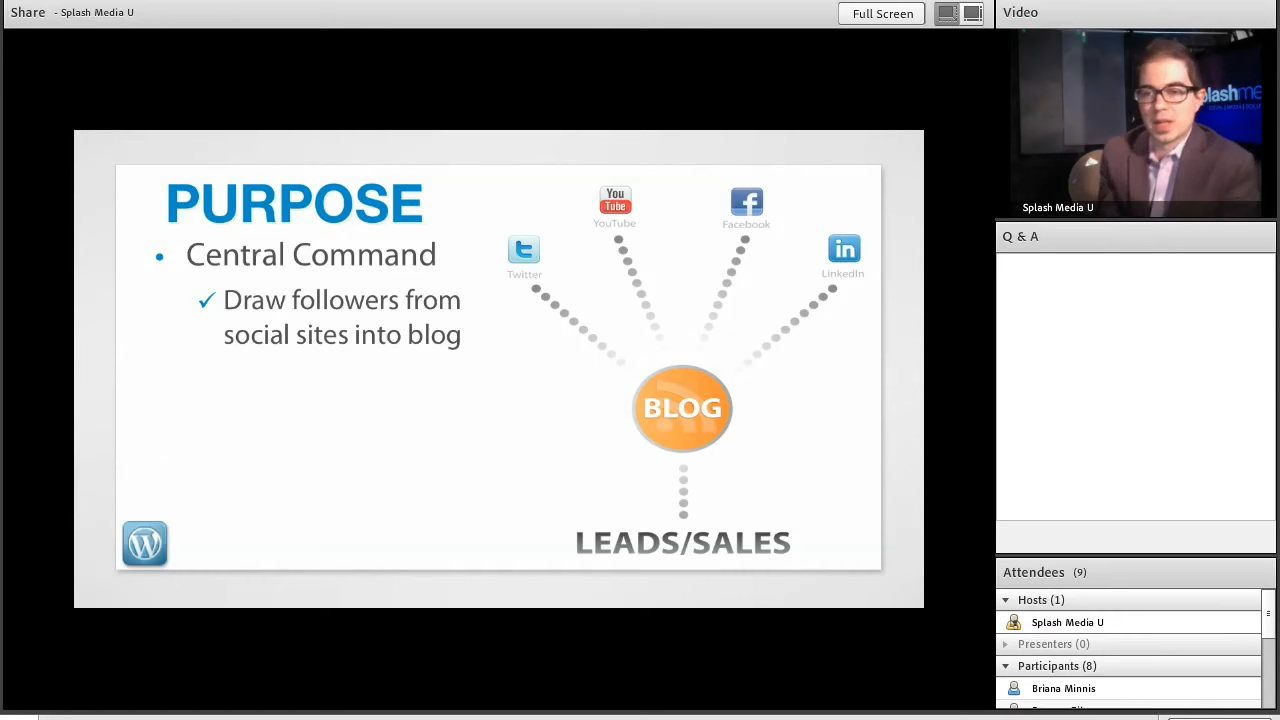 Share - Splash Media U
Full Screen
Video
PURPOSE
• Central Command
✓ Draw followers from
social sites into blog
You
Tube
YouTube
Facebook
Twitter
in
LinkedIn
BLOG
LEADS/SALES
Splash Media U
Q & A
Attendees (9)
Hosts (1)
Splash Media U
Presenters (0)
Participants (8)
Briana Minnis